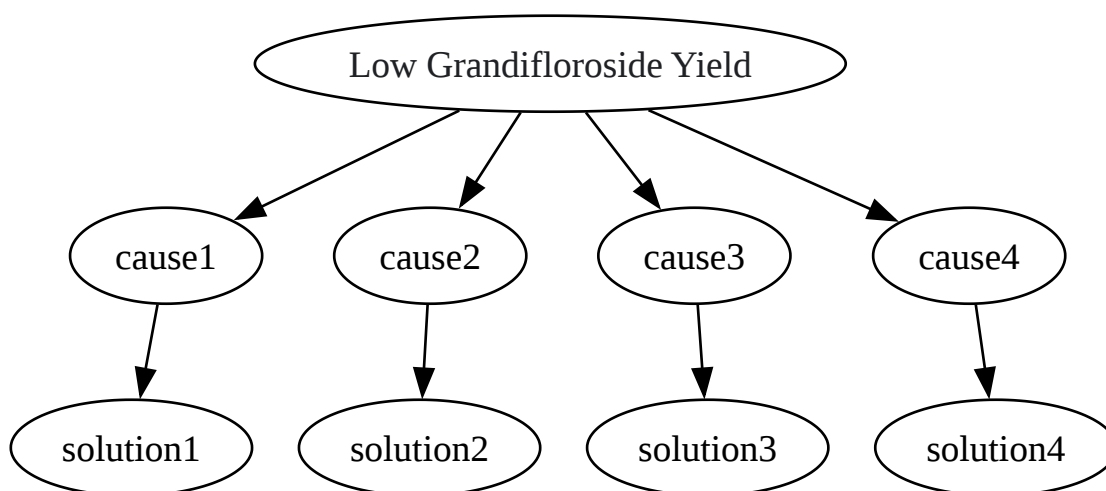 Low Grandifloroside Yield
cause1
cause2
cause3
cause4
solution1
solution2
solution3
solution4